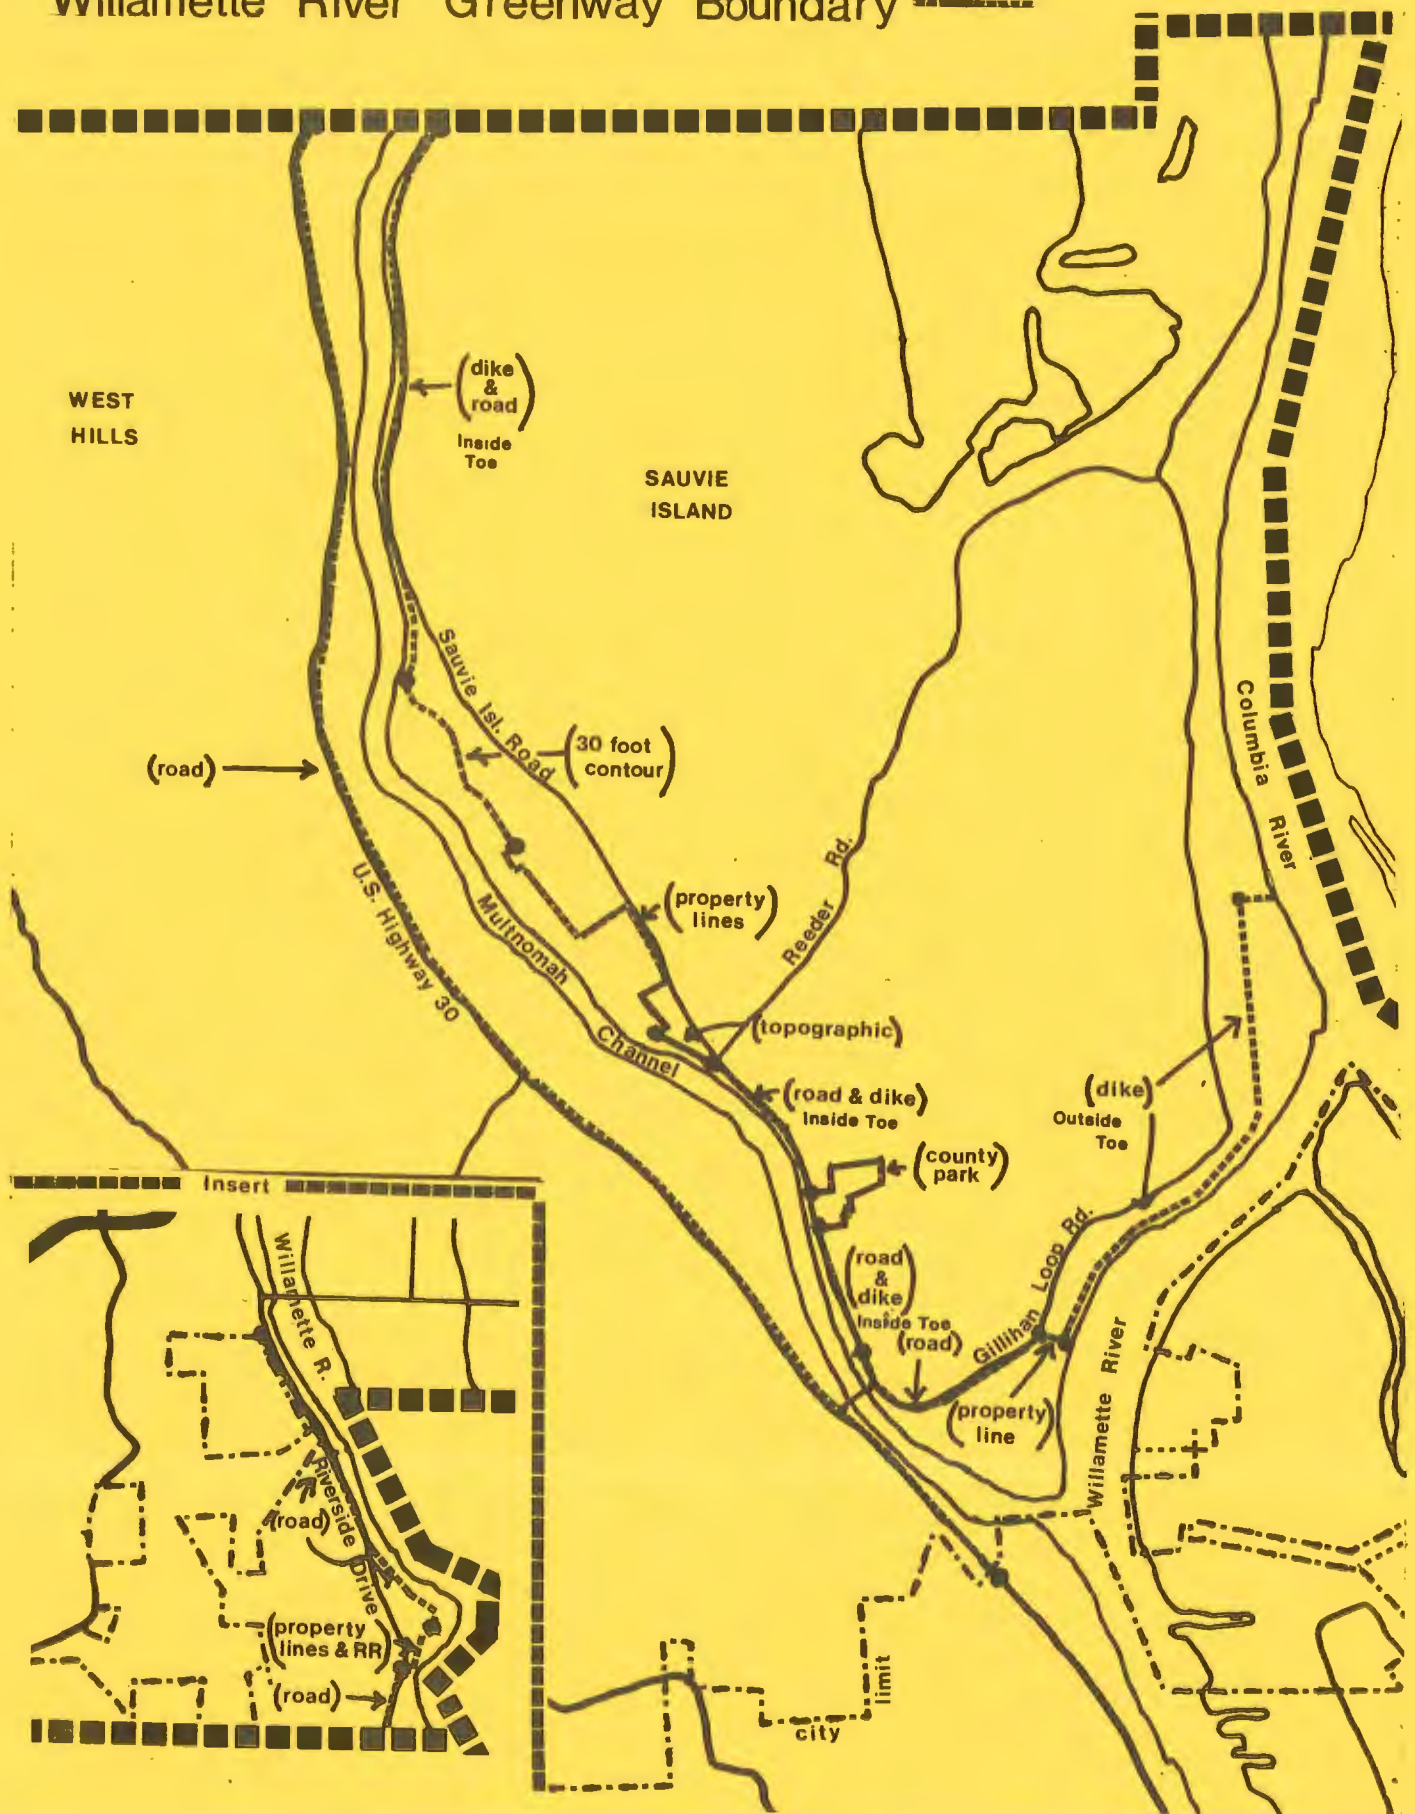 Willamette River Greenway Boundary
(dike
&
road)
Inside
Toe
WEST
HILLS
SAUVIE
ISLAND
Sauvie Isl. Road
(30 foot
contour)
(road)
Columbia River
Reeder Rd.
U.S. Highway 30
Multnomah
Channel
(property
lines)
(topographic)
(road & dike)
Inside Toe
(dike)
Outside
Toe
(county
park)
(road
&
dike)
Inside Toe
(road)
Gillihan Loop Rd.
(property
line)
Willamette River
Insert
Willamette R.
Riverside Drive
(road)
(property
lines & RR)
(road)
city
limit